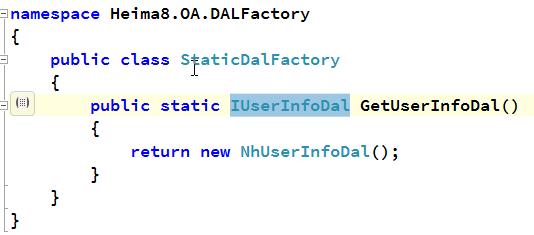 namespace Heima8.OA.DALFactory
{
    public class StaticDalFactory
    {
        public static IUserInfoDal GetUserInfoDal()
        {
            return new NhUserInfoDal();
        }
    }
}